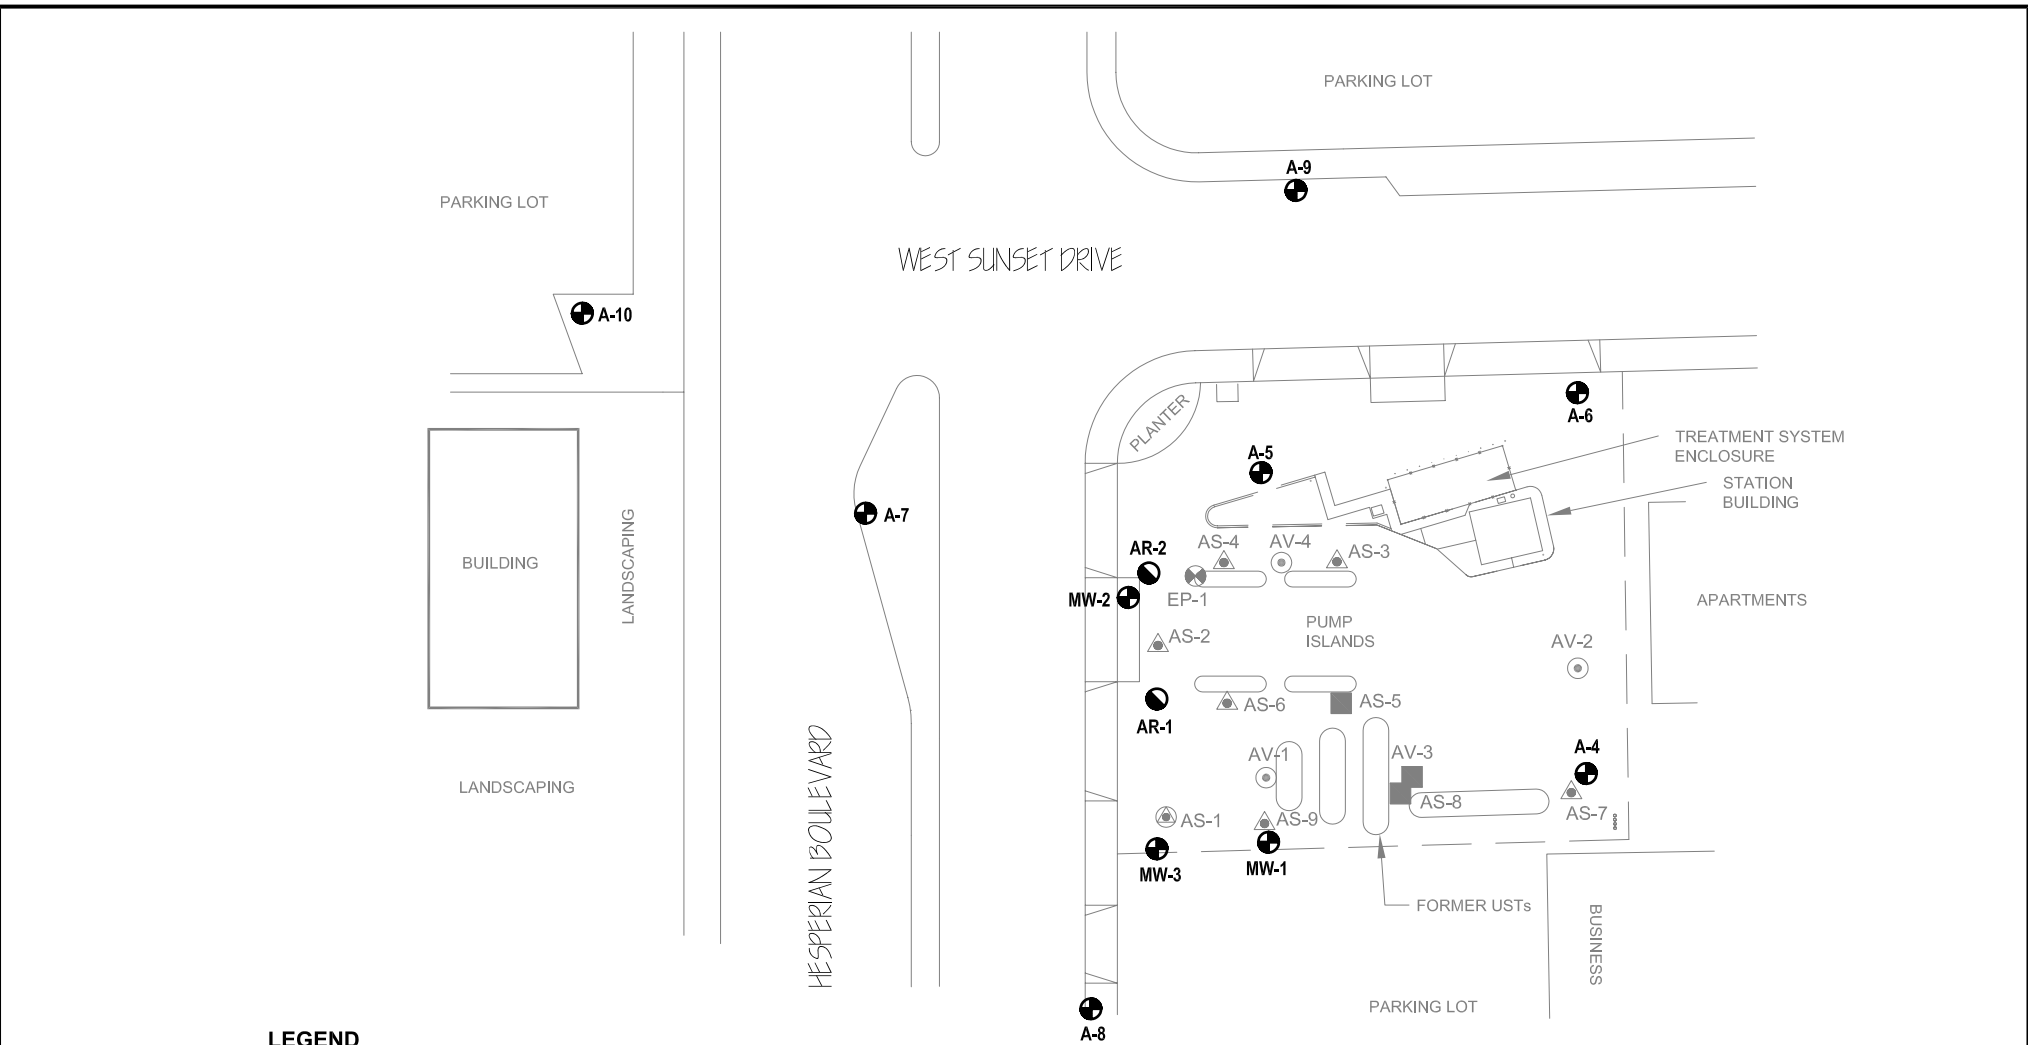 PARKING LOT
A-9
PARKING LOT
WEST SUNSET DRIVE
A-10
A-6
PLANTER
TREATMENT SYSTEM
ENCLOSURE
A-5
STATION
BUILDING
A-7
LANDSCAPING
BUILDING
AS-4
AV-4
AS-3
AR-2
MW-2
EP-1
APARTMENTS
PUMP
ISLANDS
AS-2
AV-2
AS-6
AS-5
AR-1
HESPERIAN BOULEVARD
AV-1
AV-3
A-4
LANDSCAPING
AS-8
AS-7
AS-1
AS-9
MW-3
MW-1
FORMER USTs
BUSINESS
PARKING LOT
A-8
LEGEND